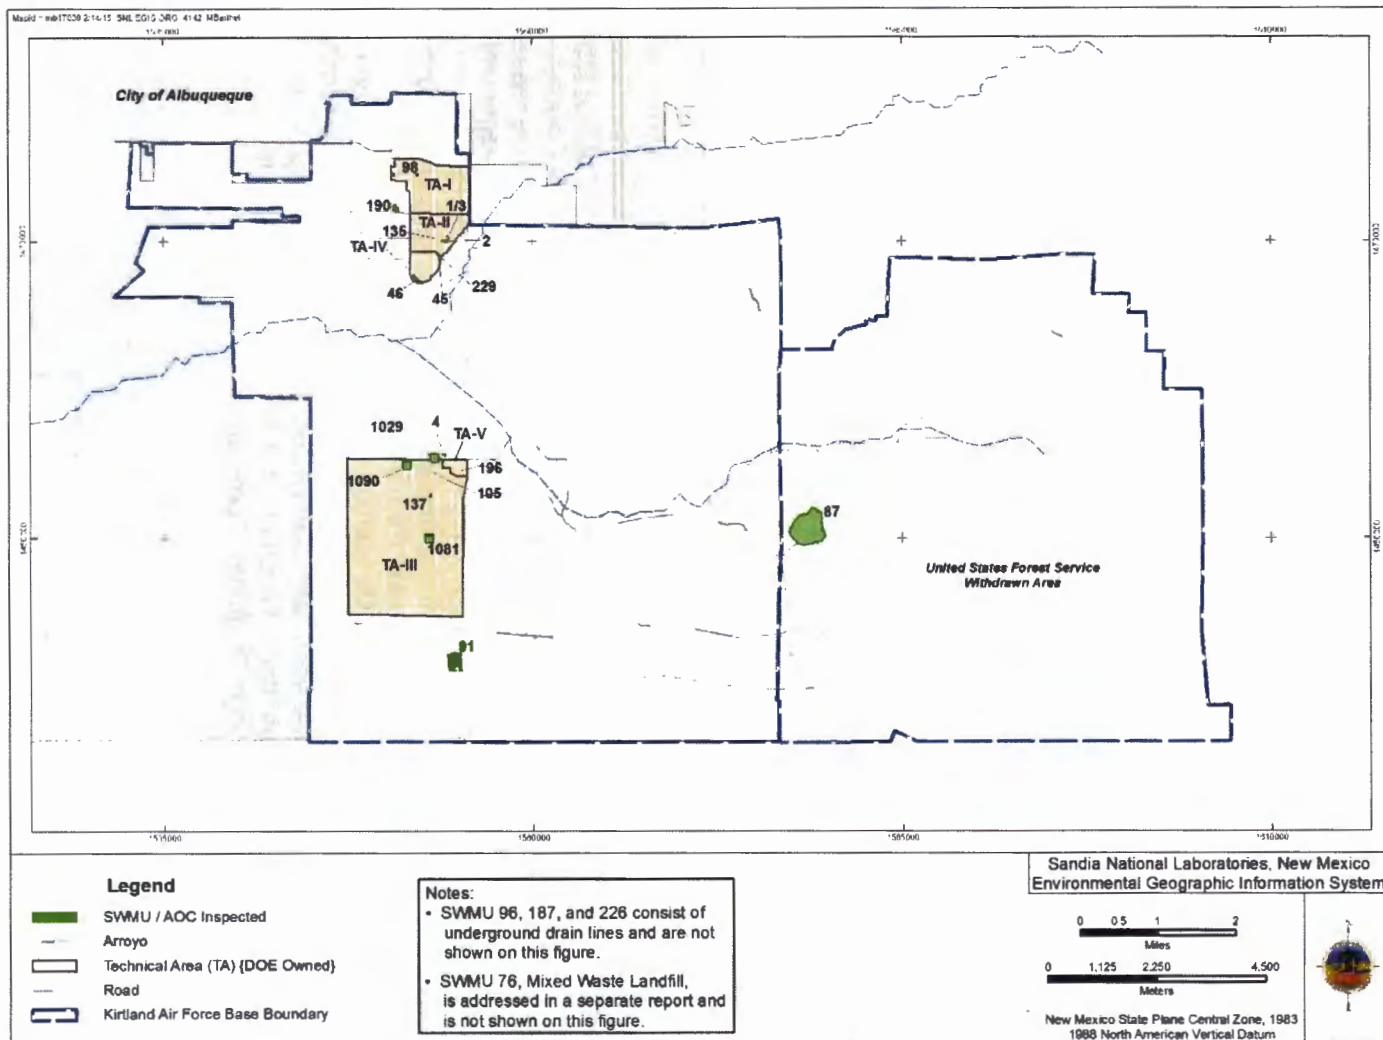 City of Albuqueque
98
TA-I
190
1/3
TA-II
135
TA-IV
2
229
46
45
4
1029
TA-V
196
1090
105
137
1081
TA-III
87
United States Forest Service
Withdrawn Area
91
Legend
SWMU / AOC Inspected
Arroyo
Technical Area (TA) {DOE Owned}
Road
Kirtland Air Force Base Boundary
Notes:
• SWMU 96, 187, and 226 consist of
underground drain lines and are not
shown on this figure.
• SWMU 76, Mixed Waste Landfill,
is addressed in a separate report and
is not shown on this figure.
Sandia National Laboratories, New Mexico
Environmental Geographic Information System
0 0.5 1 2
Miles
0 1,125 2,250 4,500
Meters
New Mexico State Plane Central Zone, 1983
1988 North American Vertical Datum